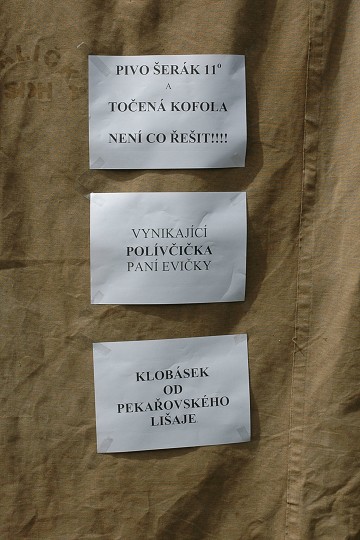 PIVO ŠERÁK 11°
A
TOČENÁ KOFOLA
NENÍ CO ŘEŠIT!!!!
VYNIKAJÍCÍ
POLÍVČIČKA
PANÍ EVIČKY
KLOBÁSEK
OD
PEKAŘOVSKÉHO
LIŠAJE